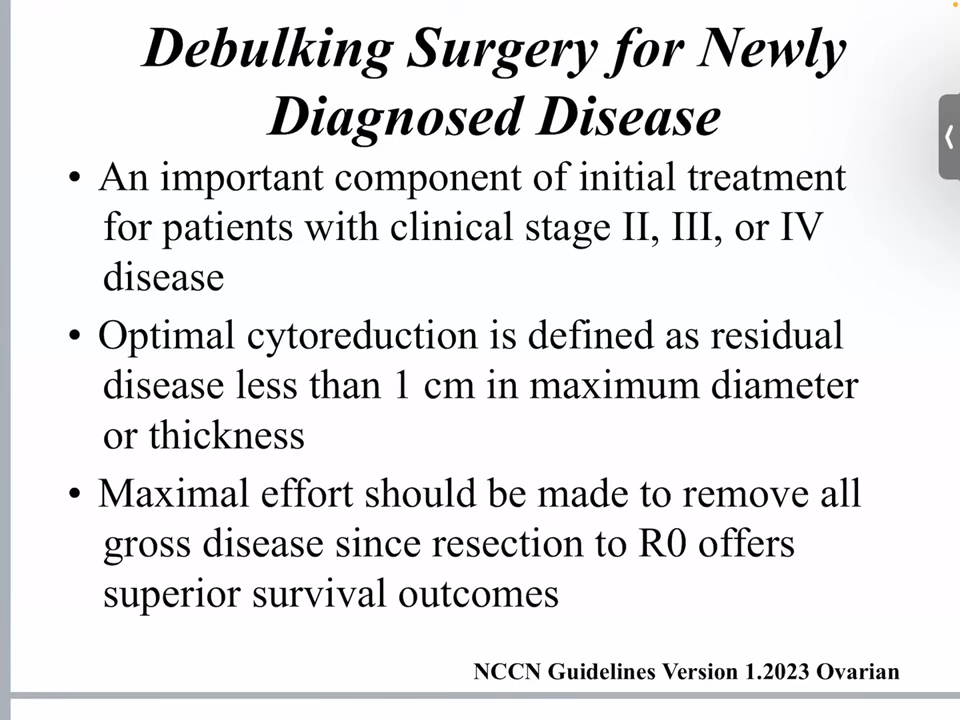 Debulking Surgery for Newly
Diagnosed Disease
• An important component of initial treatment
for patients with clinical stage II, III, or IV
disease
• Optimal cytoreduction is defined as residual
disease less than 1 cm in maximum diameter
or thickness
• Maximal effort should be made to remove all
gross disease since resection to R0 offers
superior survival outcomes
NCCN Guidelines Version 1.2023 Ovarian